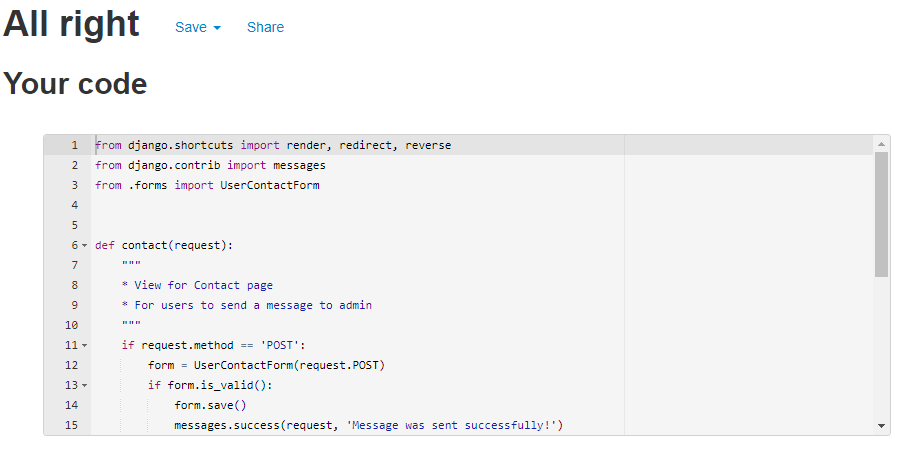 All right Save Share
Your code
1 from django.shortcuts import render, redirect, reverse
2 from django.contrib import messages
3 from .forms import UserContactForm
4
5
6 def contact(request):
7     """
8     * View for Contact page
9     * For users to send a message to admin
10     """
11     if request.method == 'POST':
12         form = UserContactForm(request.POST)
13         if form.is_valid():
14             form.save()
15             messages.success(request, 'Message was sent successfully!')